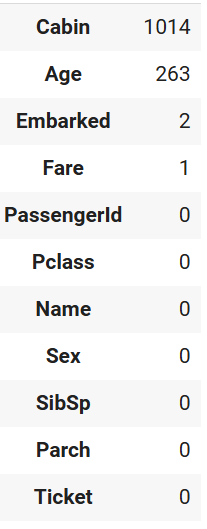 Cabin 1014
Age 263
Embarked 2
Fare 1
PassengerId 0
Pclass 0
Name 0
Sex 0
SibSp 0
Parch 0
Ticket 0